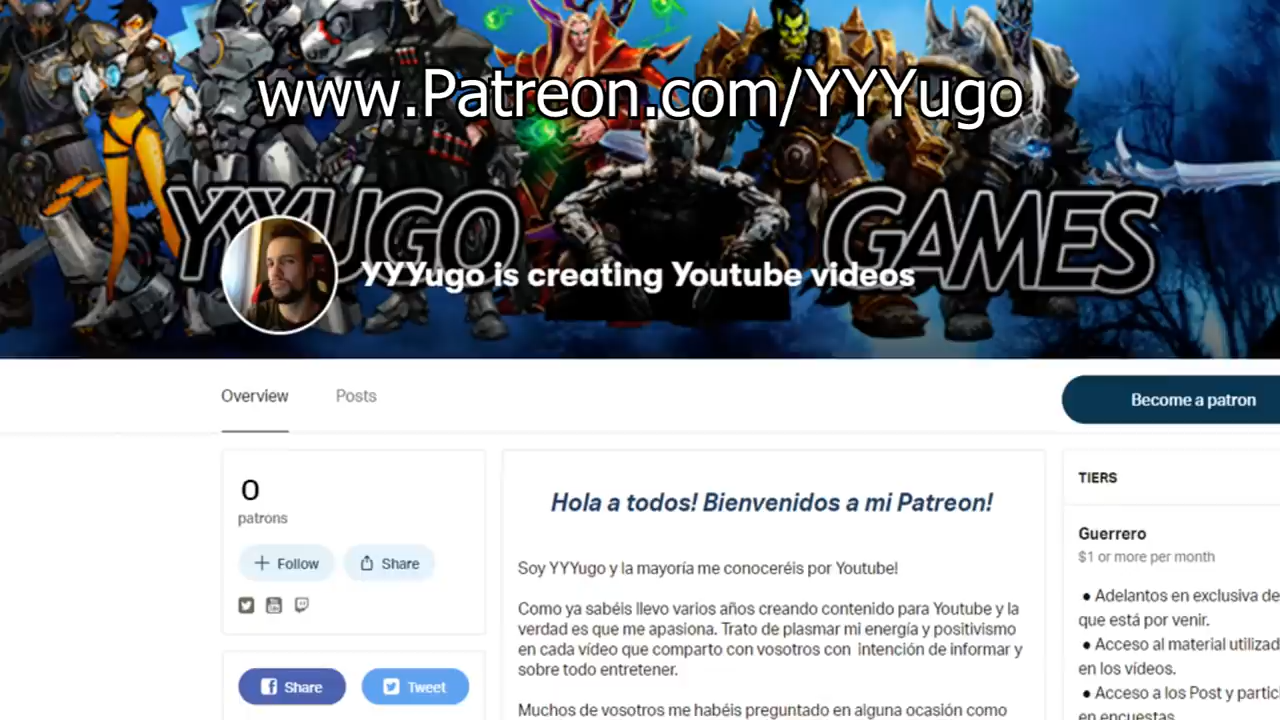 www.Patreon.com/YYYugo
YYYUGO GAMES
YYYugo is creating Youtube videos
Overview
Posts
Become a patron
0
patrons
Follow
Share
Share
Tweet
Hola a todos! Bienvenidos a mi Patreon!
Soy YYYugo y la mayoría me conoceréis por Youtube!
Como ya sabéis llevo varios años creando contenido para Youtube y la
verdad es que me apasiona. Trato de plasmar mi energía y positivismo
en cada vídeo que comparto con vosotros con intención de informar y
sobre todo entretener.
Muchos de vosotros me habéis preguntado en alguna ocasión como
TIERS
Guerrero
$1 or more per month
● Adelantos en exclusiva de
que está por venir.
● Acceso al material utilizad
en los vídeos.
● Acceso a los Post y partic
en encuestas